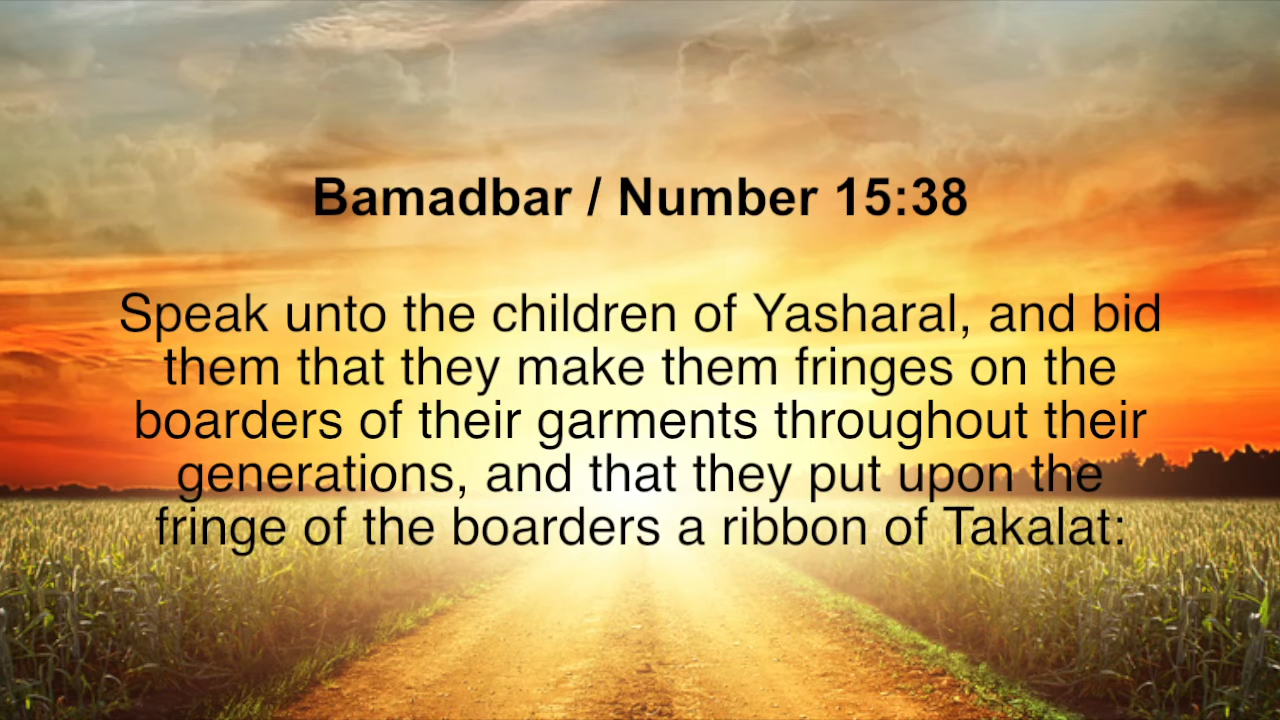 Bamadbar / Number 15:38
Speak unto the children of Yasharal, and bid
them that they make them fringes on the
boarders of their garments throughout their
generations, and that they put upon the
fringe of the boarders a ribbon of Takalat: